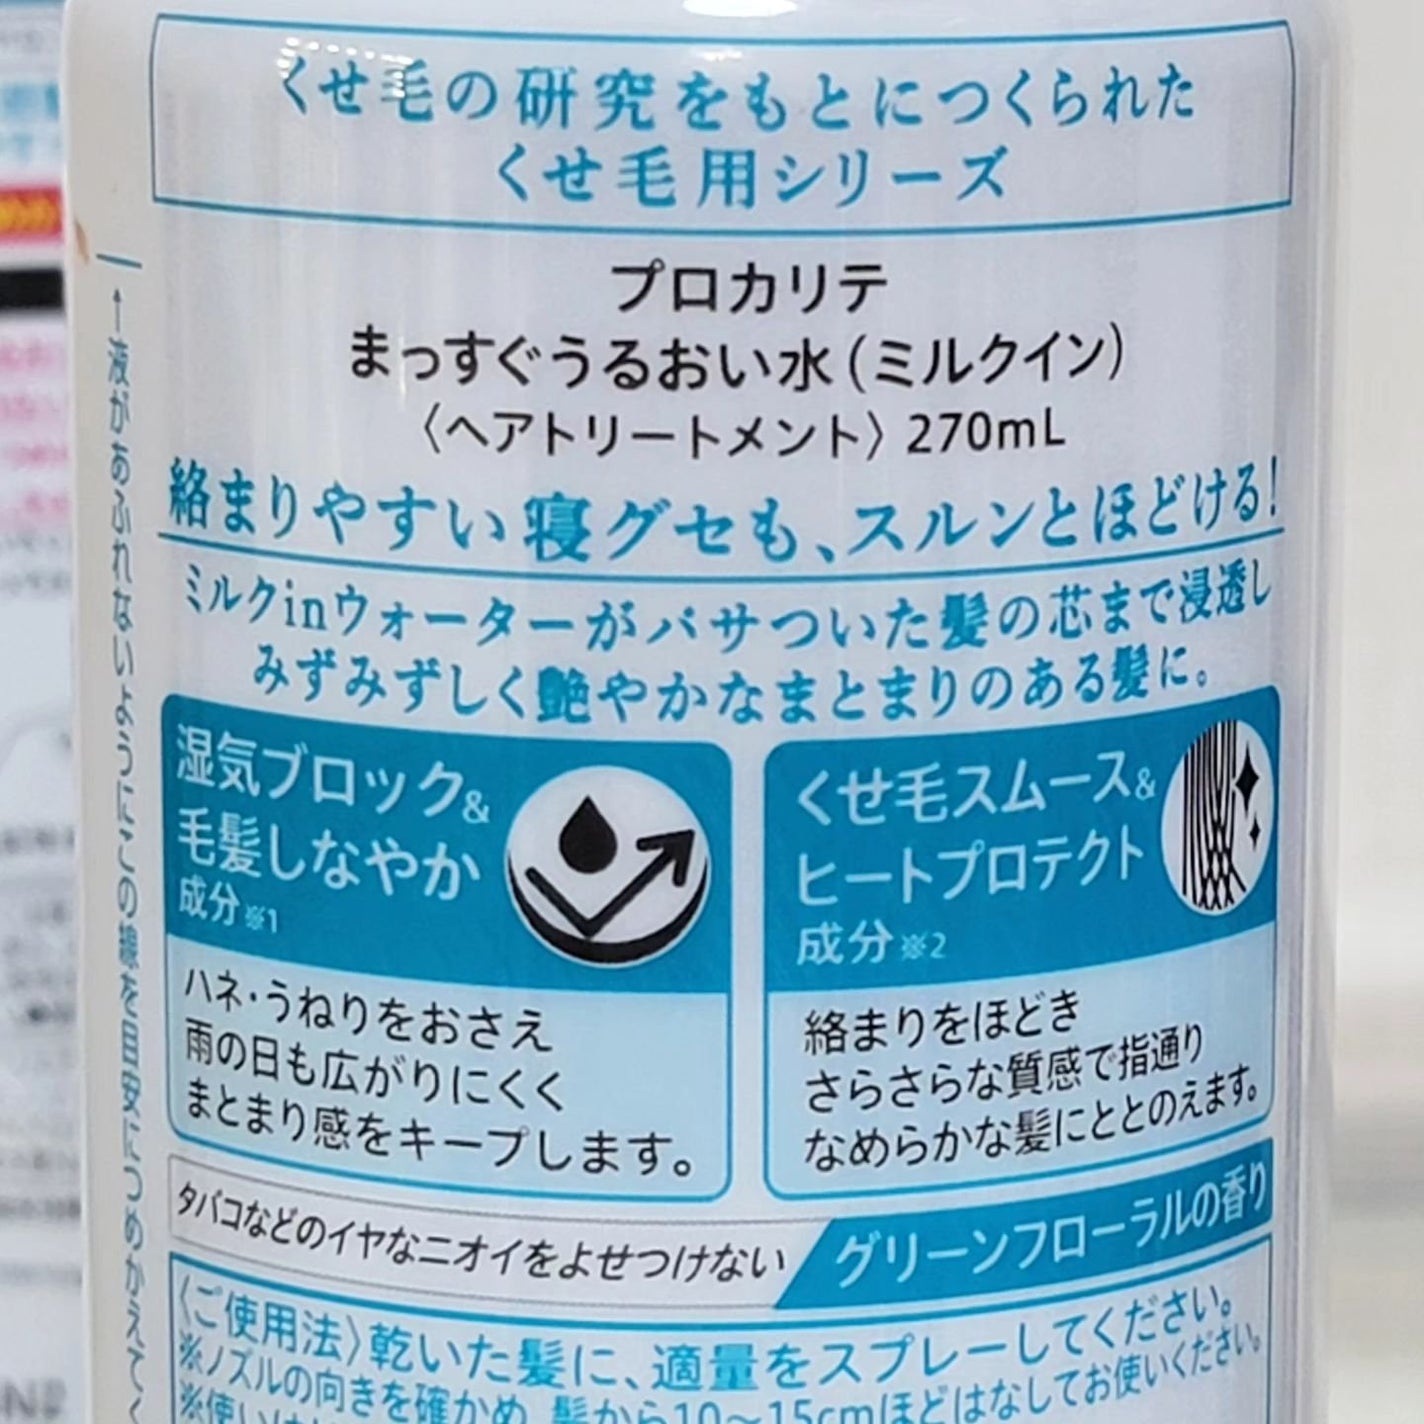 くせ毛の研究をもとにつくられた
くせ毛用シリーズ
プロカリテ
まっすぐうるおい水(ミルクイン)
〈ヘアトリートメント〉270mL
絡まりやすい寝グセも、スルンとほどける!
ミルクinウォーターがパサついた髪の芯まで浸透し
みずみずしく艶やかなまとまりのある髪に。
湿気ブロック&
毛髪しなやか
成分※1
ハネ・うねりをおさえ
雨の日も広がりにくく
まとまり感をキープします。
くせ毛スムース&
ヒートプロテクト
成分※2
絡まりをほどき
さらさらな質感で指通り
なめらかな髪にととのえます。
タバコなどのイヤなニオイをよせつけない
グリーンフローラルの香り
〈ご使用法〉乾いた髪に、適量をスプレーしてください。
※ノズルの向きを確かめ、髪から10〜15cmほどはなしてお使いください。
↑液があふれないようにこの線を目安につめかえてく